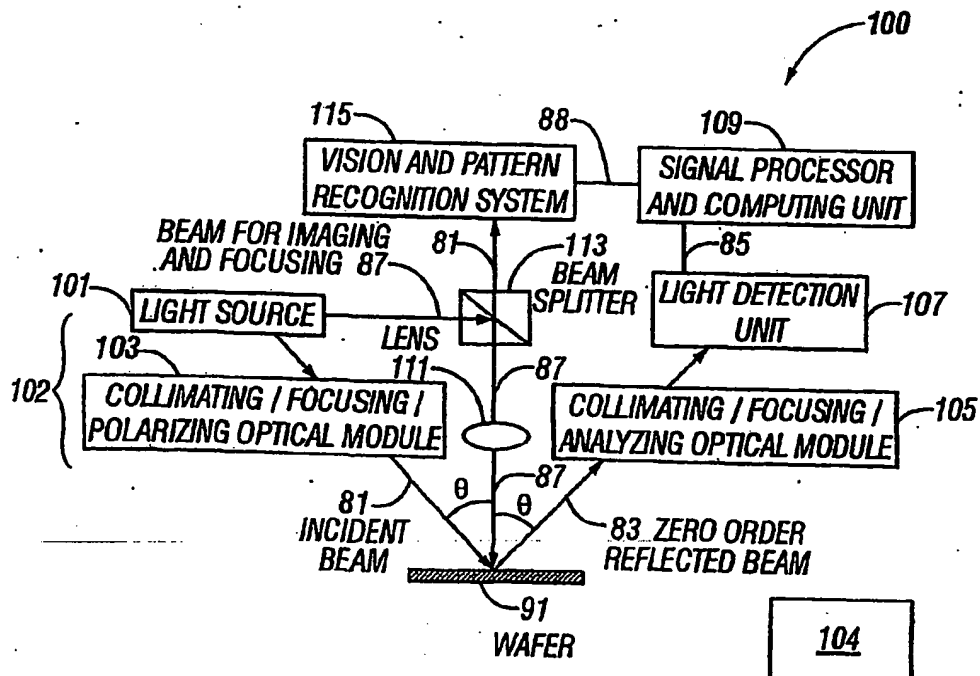 100
115
88
109
VISION AND PATTERN
RECOGNITION SYSTEM
SIGNAL PROCESSOR
AND COMPUTING UNIT
BEAM FOR IMAGING
AND FOCUSING 87
81
113
BEAM
SPLITTER
85
101
LIGHT SOURCE
LENS
LIGHT DETECTION
UNIT
107
103
102
111
87
COLLIMATING / FOCUSING /
POLARIZING OPTICAL MODULE
COLLIMATING / FOCUSING /
ANALYZING OPTICAL MODULE
105
87
81
INCIDENT
BEAM
θ
θ
83 ZERO ORDER
REFLECTED BEAM
91
WAFER
104